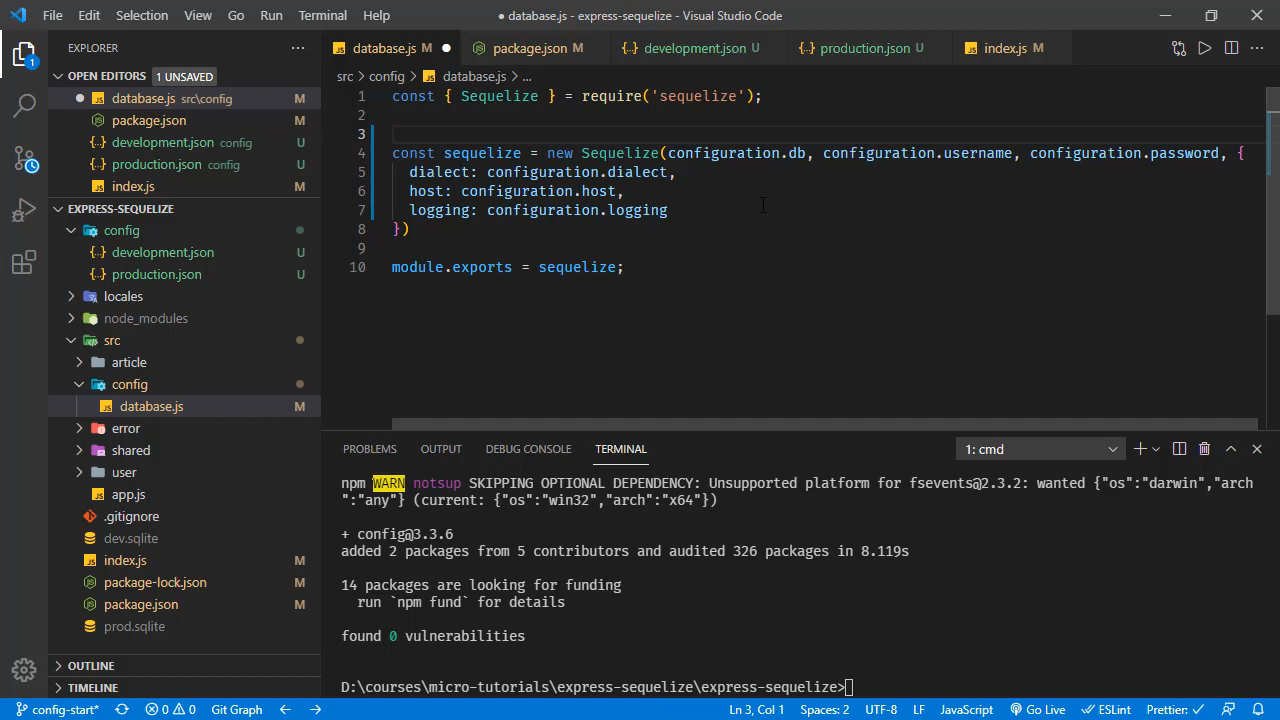 File Edit Selection View Go Run Terminal Help ● database.js - express-sequelize - Visual Studio Code
EXPLORER
OPEN EDITORS 1 UNSAVED
database.js src\config M
package.json M
development.json config U
production.json config U
index.js M
EXPRESS-SEQUELIZE
config
development.json U
production.json U
locales
node_modules
src
article
config
database.js M
error
shared
user
app.js
.gitignore
dev.sqlite
index.js M
package-lock.json M
package.json M
prod.sqlite
OUTLINE
TIMELINE
database.js M package.json M development.json U production.json U index.js M
src > config > database.js > ...
1 const { Sequelize } = require('sequelize');
2
3
4 const sequelize = new Sequelize(configuration.db, configuration.username, configuration.password, {
5 dialect: configuration.dialect,
6 host: configuration.host,
7 logging: configuration.logging
8 })
9
10 module.exports = sequelize;
PROBLEMS OUTPUT DEBUG CONSOLE TERMINAL 1: cmd
npm WARN notsup SKIPPING OPTIONAL DEPENDENCY: Unsupported platform for fsevents@2.3.2: wanted {"os":"darwin","arch
":"any"} (current: {"os":"win32","arch":"x64"})
+ config@3.3.6
added 2 packages from 5 contributors and audited 326 packages in 8.119s
14 packages are looking for funding
run `npm fund` for details
found 0 vulnerabilities
D:\courses\micro-tutorials\express-sequelize\express-sequelize>
config-start* 0 0 Git Graph Ln 3, Col 1 Spaces: 2 UTF-8 LF JavaScript Go Live ESLint Prettier: ✓